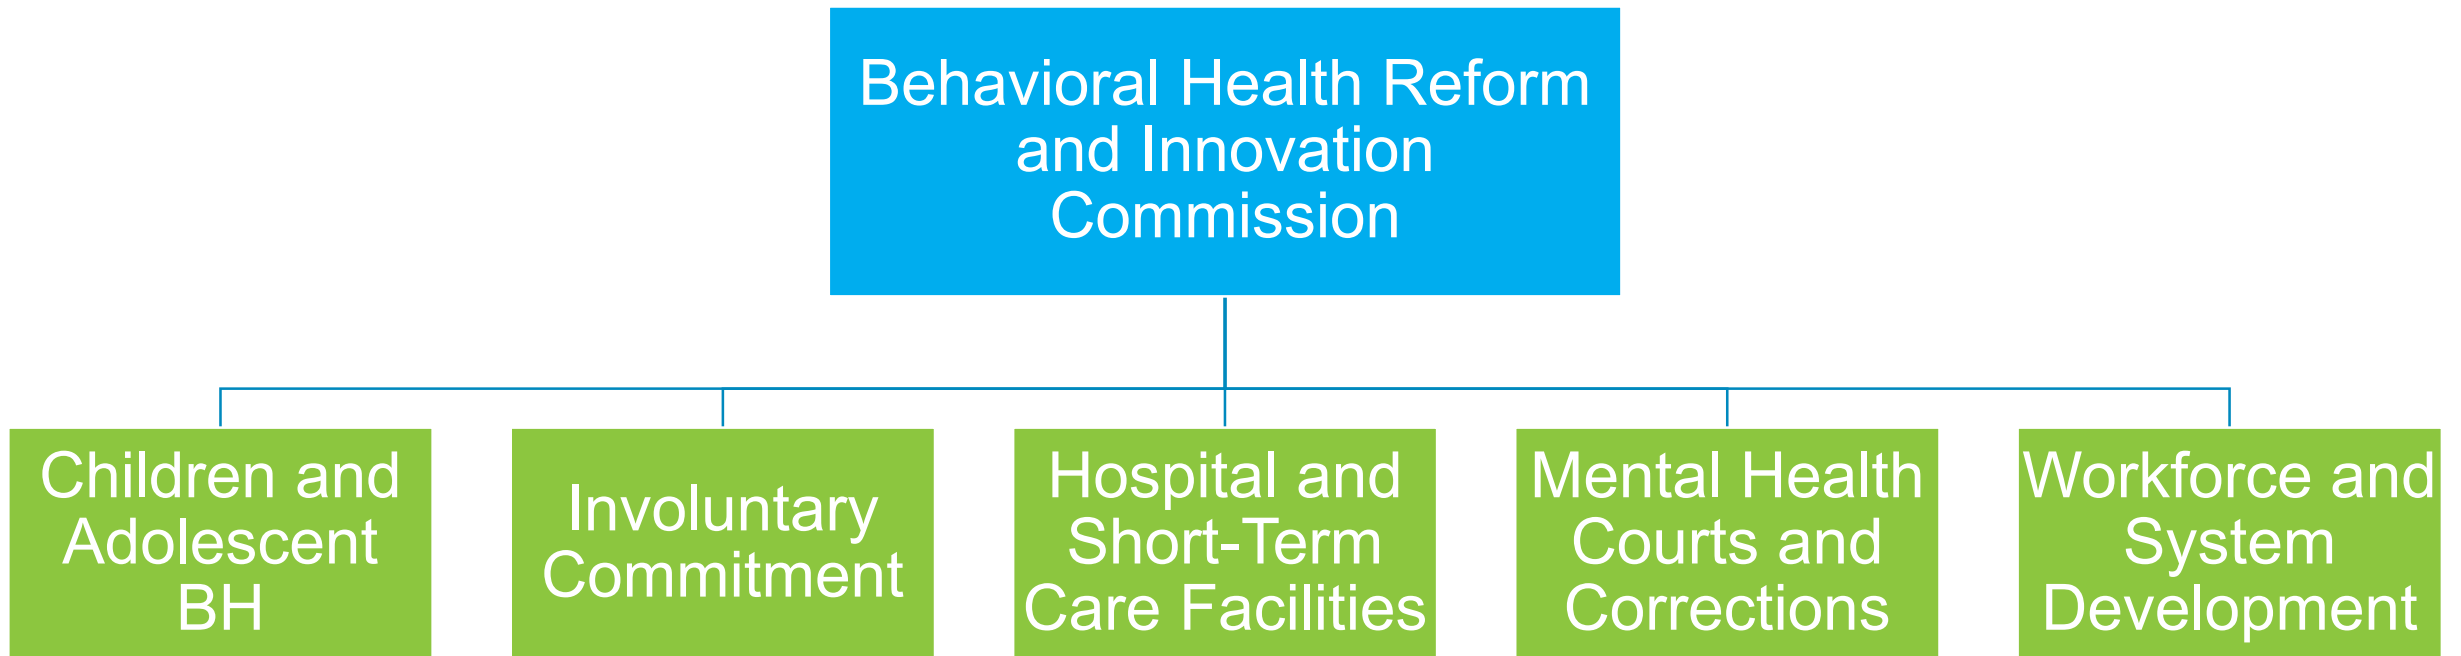 Behavioral Health Reform
and Innovation
Commission
Children and
Adolescent
BH
Involuntary
Commitment
Hospital and
Short-Term
Care Facilities
Mental Health
Courts and
Corrections
Workforce and
System
Development